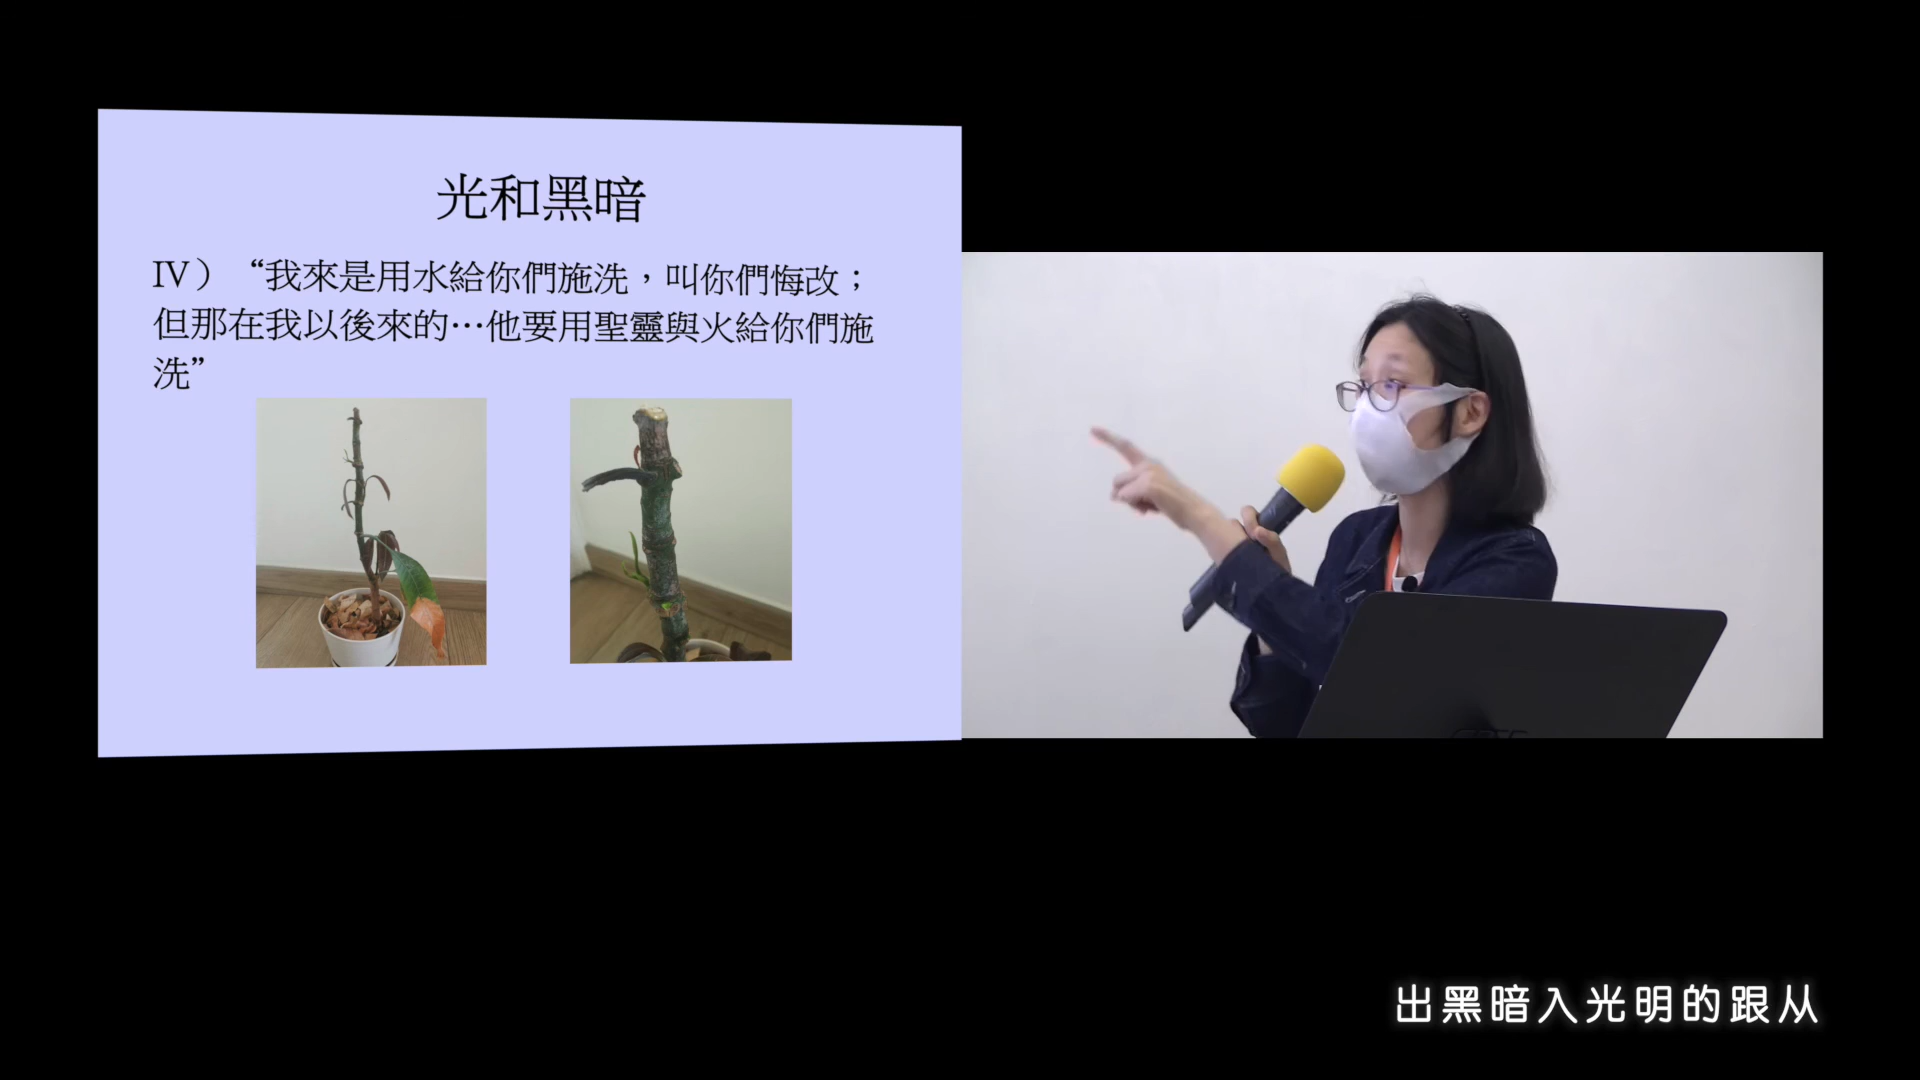 光和黑暗
IV）“我來是用水給你們施洗，叫你們悔改；
但那在我以後來的…他要用聖靈與火給你們施
洗”
出黑暗入光明的跟从